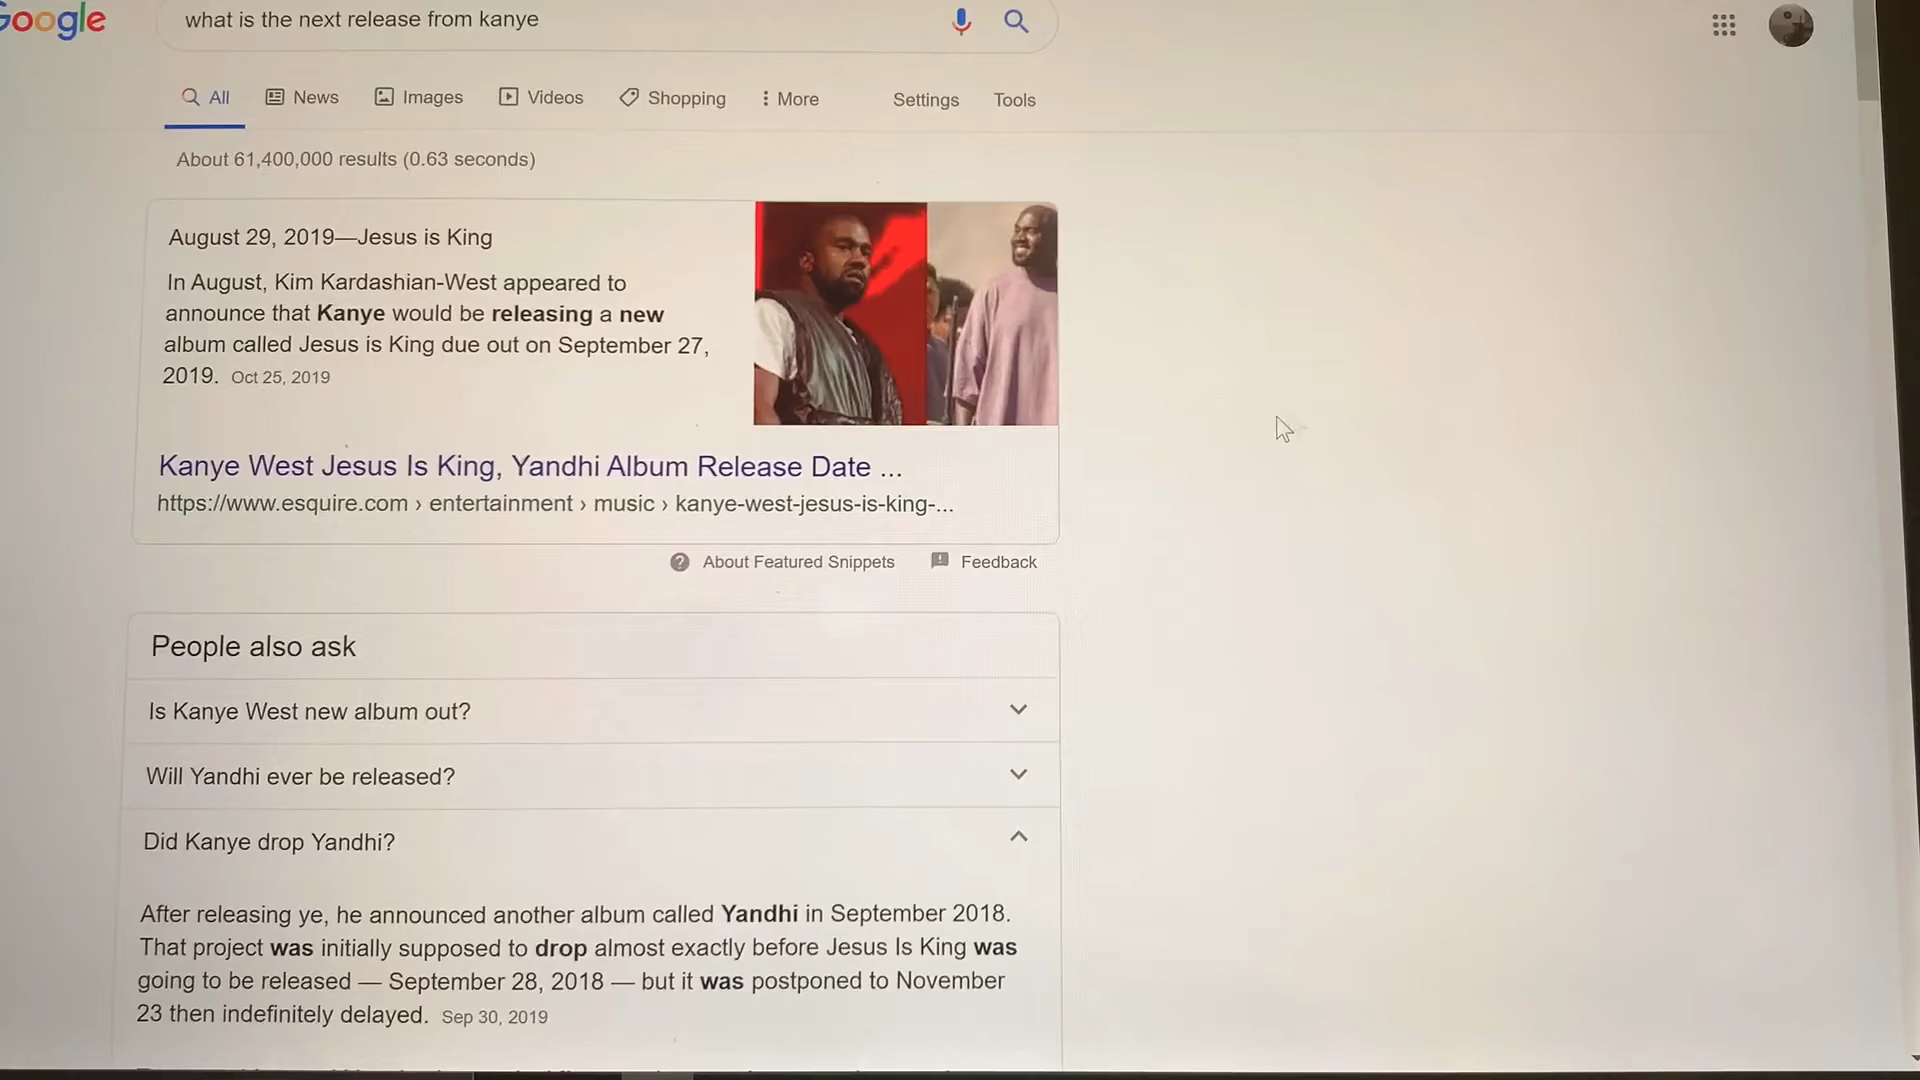 Google
what is the next release from kanye
All News Images Videos Shopping More Settings Tools
About 61,400,000 results (0.63 seconds)
August 29, 2019—Jesus is King
In August, Kim Kardashian-West appeared to
announce that Kanye would be releasing a new
album called Jesus is King due out on September 27,
2019. Oct 25, 2019
Kanye West Jesus Is King, Yandhi Album Release Date ...
https://www.esquire.com › entertainment › music › kanye-west-jesus-is-king-...
About Featured Snippets Feedback
People also ask
Is Kanye West new album out?
Will Yandhi ever be released?
Did Kanye drop Yandhi?
After releasing ye, he announced another album called Yandhi in September 2018.
That project was initially supposed to drop almost exactly before Jesus Is King was
going to be released — September 28, 2018 — but it was postponed to November
23 then indefinitely delayed. Sep 30, 2019